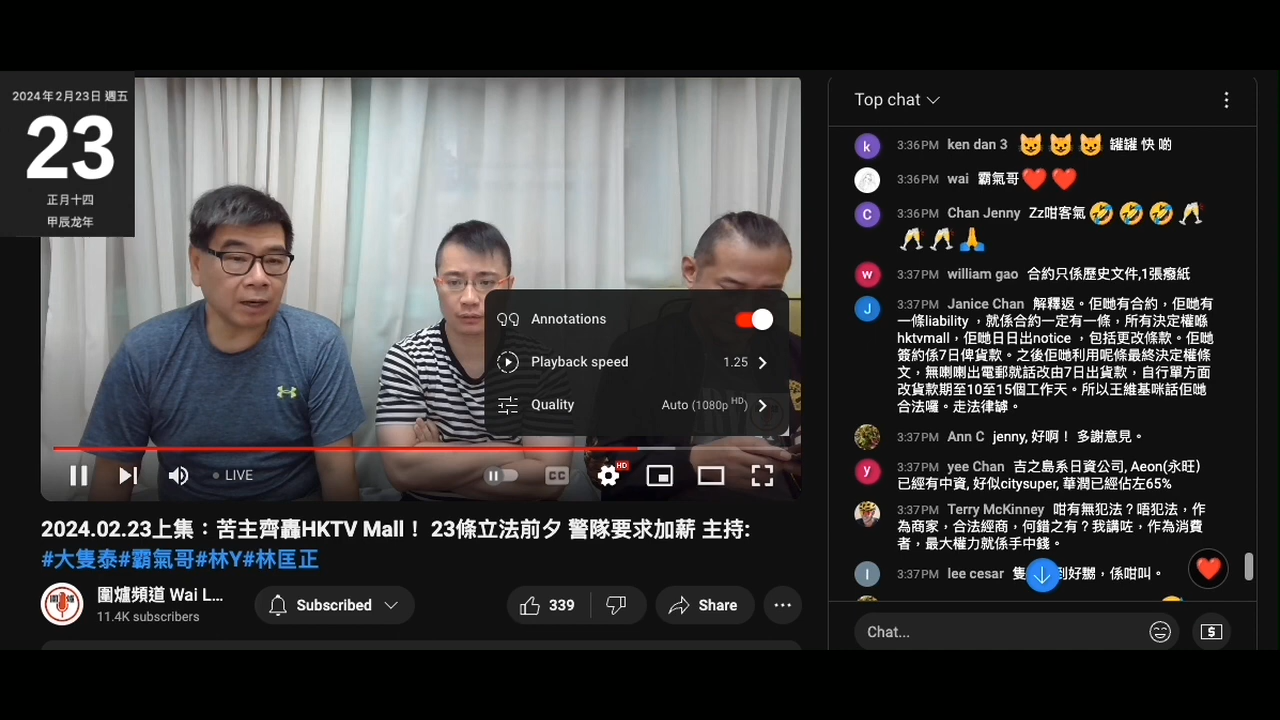 2024年2月23日 週五
23
正月十四
甲辰龙年
Annotations
Playback speed 1.25
Quality Auto (1080p HD)
LIVE
CC
HD
2024.02.23上集：苦主齊轟HKTV Mall！ 23條立法前夕 警隊要求加薪 主持:
#大隻泰#霸氣哥#林Y#林匡正
圍爐頻道 Wai L...
11.4K subscribers
Subscribed
339
Share
Top chat
k 3:36PM ken dan 3 罐罐 快 啲
3:36PM wai 霸氣哥
C 3:36PM Chan Jenny Zz咁客氣
w 3:37PM william gao 合約只係歷史文件,1張癈紙
J 3:37PM Janice Chan 解釋返。佢哋有合約，佢哋有
一條liability ，就係合約一定有一條，所有決定權喺
hktvmall，佢哋日日出notice ，包括更改條款。佢哋
簽約係7日俾貨款。之後佢哋利用呢條最終決定權條
文，無喇喇出電郵就話改由7日出貨款，自行單方面
改貨款期至10至15個工作天。所以王維基咪話佢哋
合法囉。走法律罅。
3:37PM Ann C jenny, 好啊！ 多謝意見。
y 3:37PM yee Chan 吉之島系日資公司, Aeon(永旺)
已經有中資, 好似citysuper, 華潤已經佔左65%
3:37PM Terry McKinney 咁有無犯法？唔犯法，作
為商家，合法經商，何錯之有？我講咗，作為消費
者，最大權力就係手中錢。
l 3:37PM lee cesar 隻 到好嬲，係咁叫。
Chat...